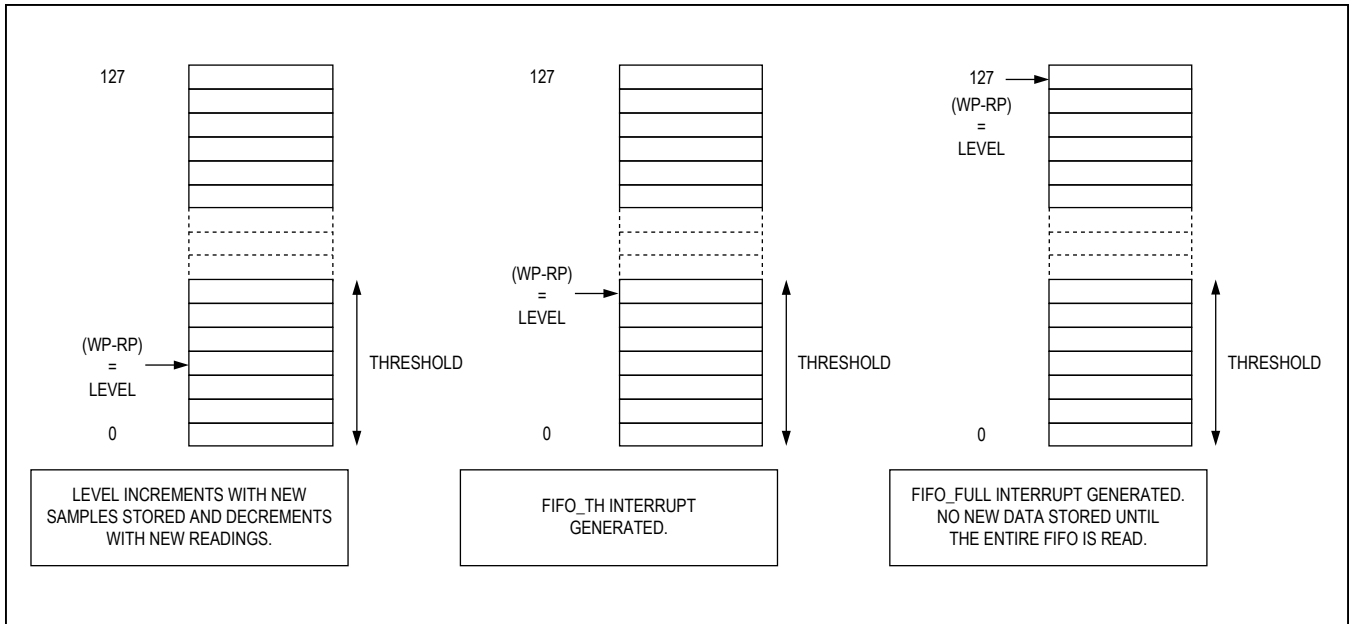 127
(WP-RP)
=
LEVEL
0
THRESHOLD
LEVEL INCREMENTS WITH NEW
SAMPLES STORED AND DECREMENTS
WITH NEW READINGS.
127
(WP-RP)
=
LEVEL
0
THRESHOLD
FIFO_TH INTERRUPT
GENERATED.
127
(WP-RP)
=
LEVEL
0
THRESHOLD
FIFO_FULL INTERRUPT GENERATED.
NO NEW DATA STORED UNTIL
THE ENTIRE FIFO IS READ.